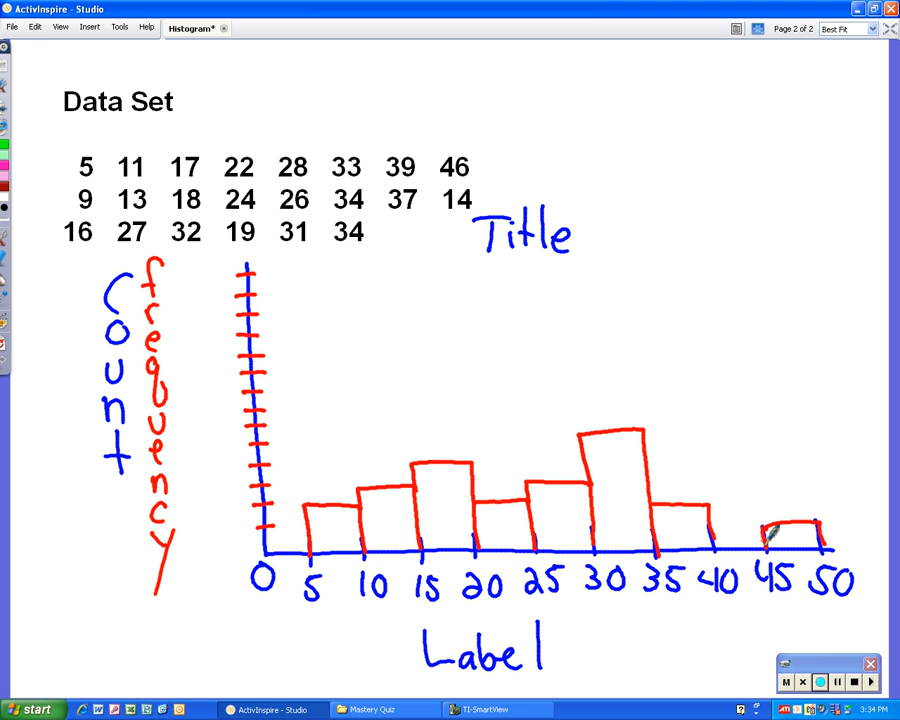 ActivInspire - Studio
File Edit View Insert Tools Help Histogram* Page 2 of 2 Best Fit
Data Set
5 11 17 22 28 33 39 46
9 13 18 24 26 34 37 14
16 27 32 19 31 34
Title
Count
frequency
0 5 10 15 20 25 30 35 40 45 50
Label
M
start ActivInspire - Studio Mastery Quiz TI-SmartView 3:34 PM